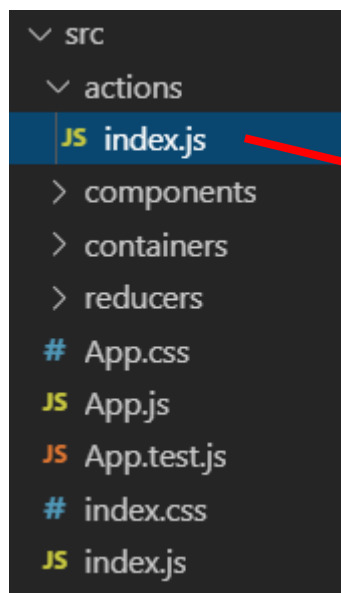 src
actions
JS index.js
components
containers
reducers
# App.css
JS App.js
JS App.test.js
# index.css
JS index.js